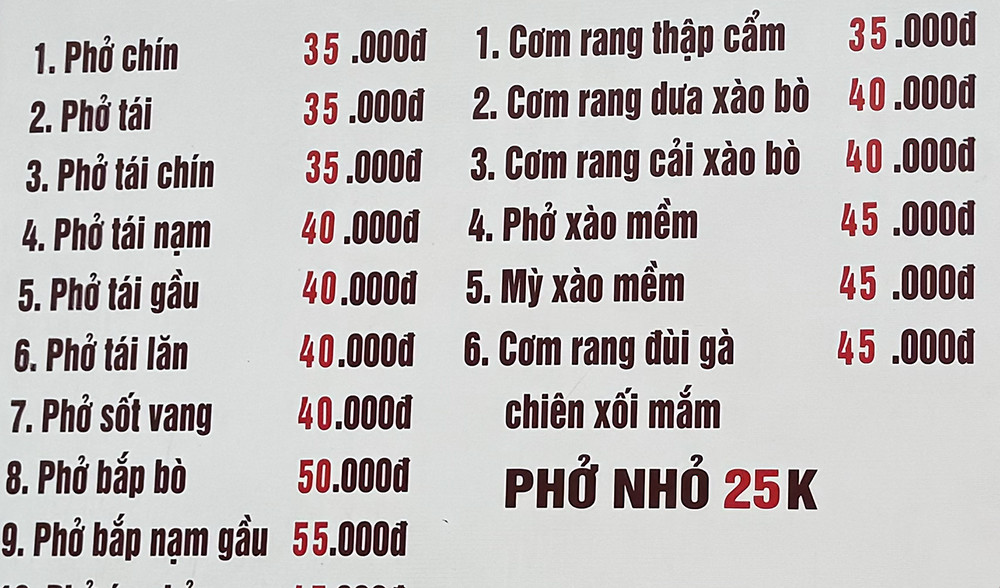 1. Phở chín 35.000đ
2. Phở tái 35.000đ
3. Phở tái chín 35.000đ
4. Phở tái nạm 40.000đ
5. Phở tái gầu 40.000đ
6. Phở tái lăn 40.000đ
7. Phở sốt vang 40.000đ
8. Phở bắp bò 50.000đ
9. Phở bắp nạm gầu 55.000đ
1. Cơm rang thập cẩm 35.000đ
2. Cơm rang dưa xào bò 40.000đ
3. Cơm rang cải xào bò 40.000đ
4. Phở xào mềm 45.000đ
5. Mỳ xào mềm 45.000đ
6. Cơm rang đùi gà 45.000đ
chiên xối mắm
PHỞ NHỎ 25K